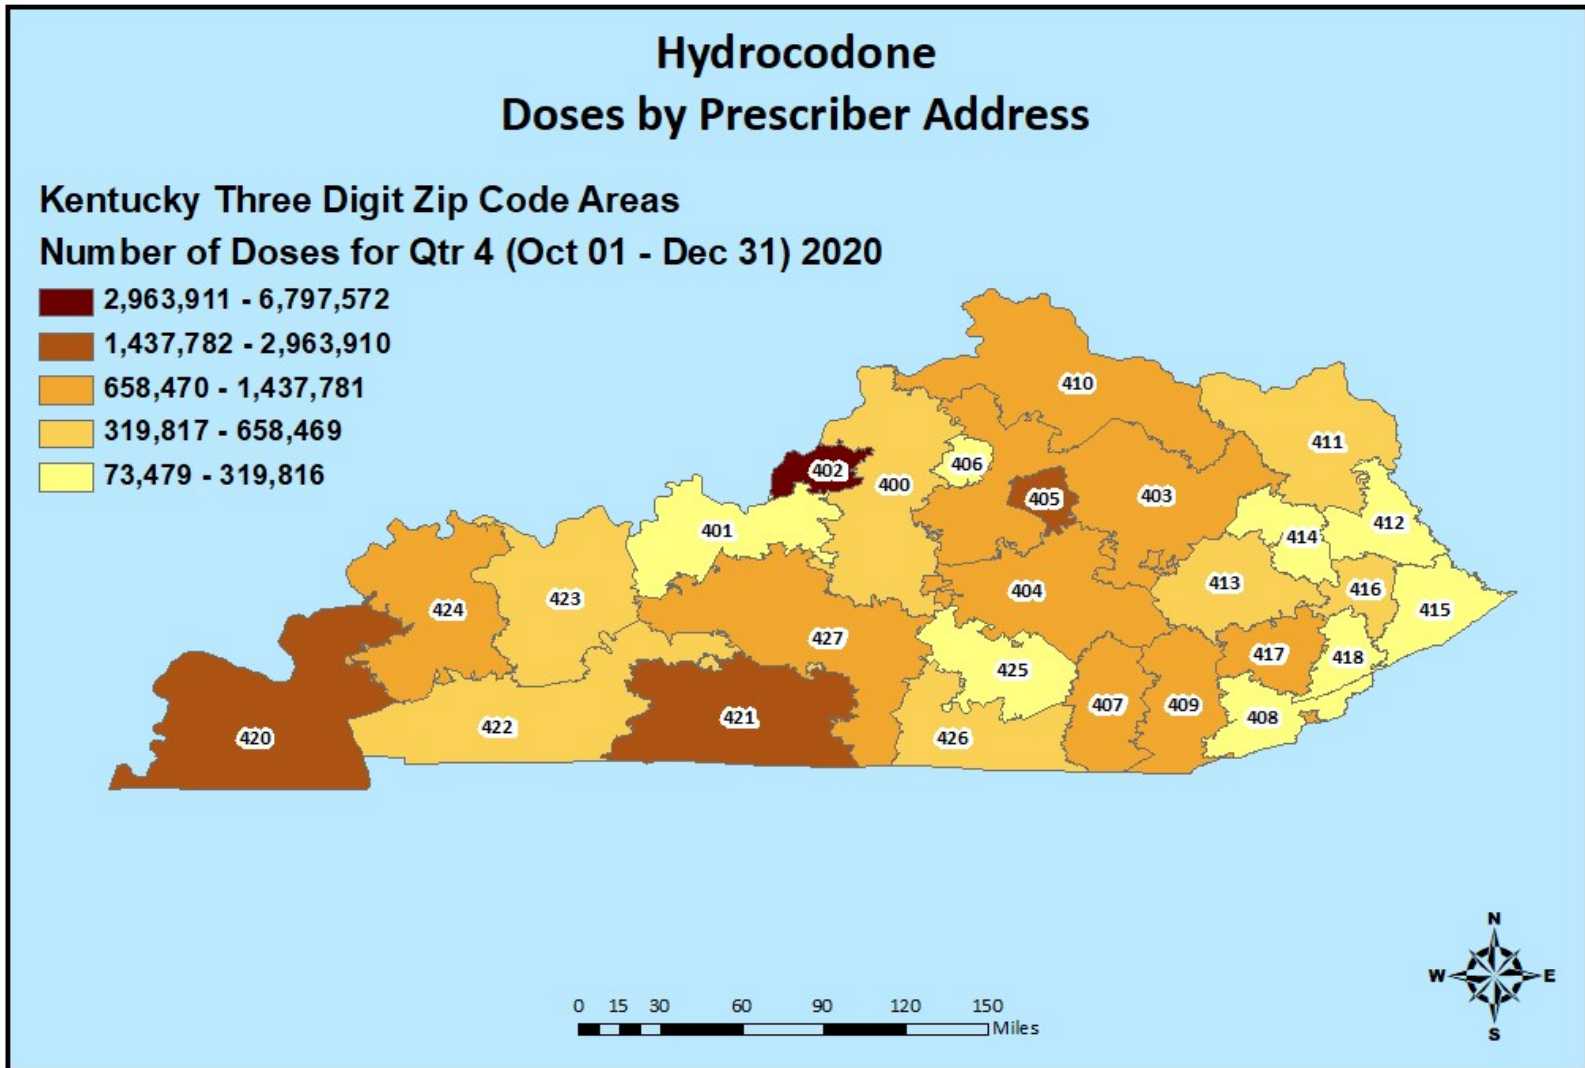 Hydrocodone
Doses by Prescriber Address
Kentucky Three Digit Zip Code Areas
Number of Doses for Qtr 4 (Oct 01 - Dec 31) 2020
2,963,911 - 6,797,572
1,437,782 - 2,963,910
658,470 - 1,437,781
319,817 - 658,469
73,479 - 319,816
410
411
402
406
400
405
403
401
412
414
413
416
404
423
424
415
427
417
418
425
407
409
408
421
422
426
420
N
W
E
S
0 15 30 60 90 120 150
Miles